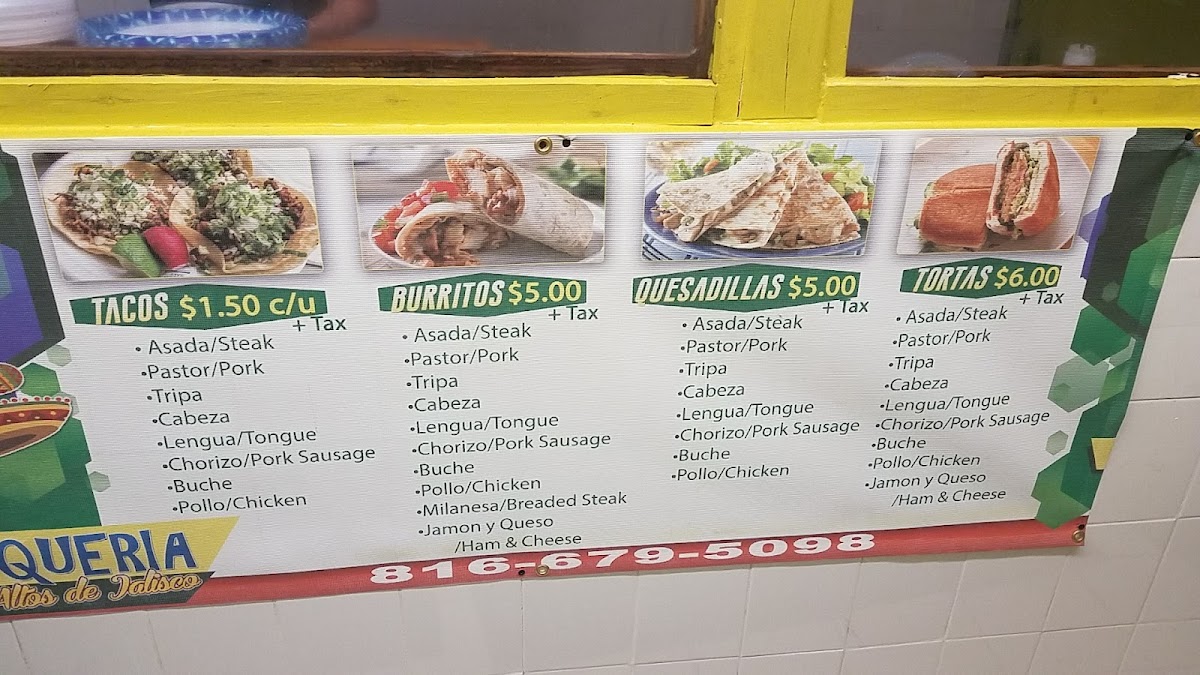 TACOS $1.50 c/u
+ Tax
• Asada/Steak
•Pastor/Pork
•Tripa
•Cabeza
•Lengua/Tongue
•Chorizo/Pork Sausage
•Buche
•Pollo/Chicken
BURRITOS $5.00
+ Tax
• Asada/Steak
•Pastor/Pork
•Tripa
•Cabeza
•Lengua/Tongue
•Chorizo/Pork Sausage
•Buche
•Pollo/Chicken
•Milanesa/Breaded Steak
•Jamon y Queso
/Ham & Cheese
QUESADILLAS $5.00
+ Tax
• Asada/Steak
•Pastor/Pork
•Tripa
•Cabeza
•Lengua/Tongue
•Chorizo/Pork Sausage
•Buche
•Pollo/Chicken
TORTAS $6.00
+ Tax
• Asada/Steak
•Pastor/Pork
•Tripa
•Cabeza
•Lengua/Tongue
•Chorizo/Pork Sausage
•Buche
•Pollo/Chicken
•Jamon y Queso
/Ham & Cheese
QUERIA
Altos de Jalisco
816-679-5098